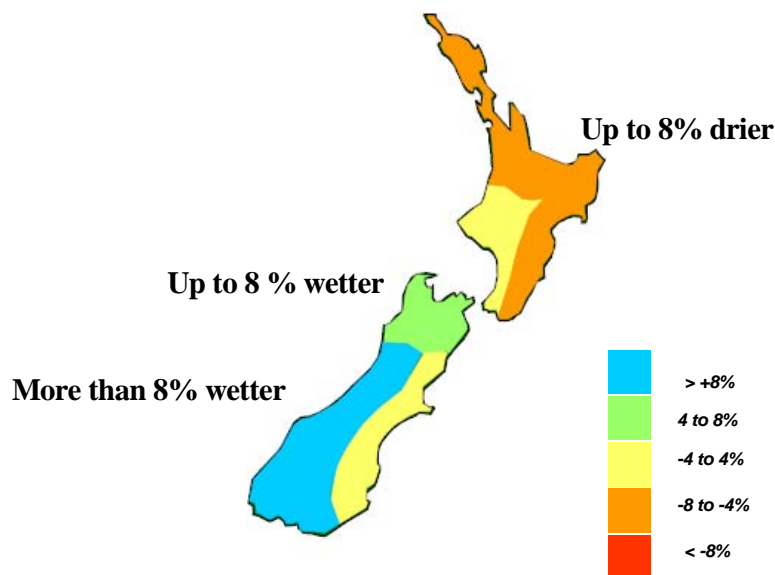 Up to 8% drier
Up to 8 % wetter
More than 8% wetter
> +8%
4 to 8%
-4 to 4%
-8 to -4%
< -8%